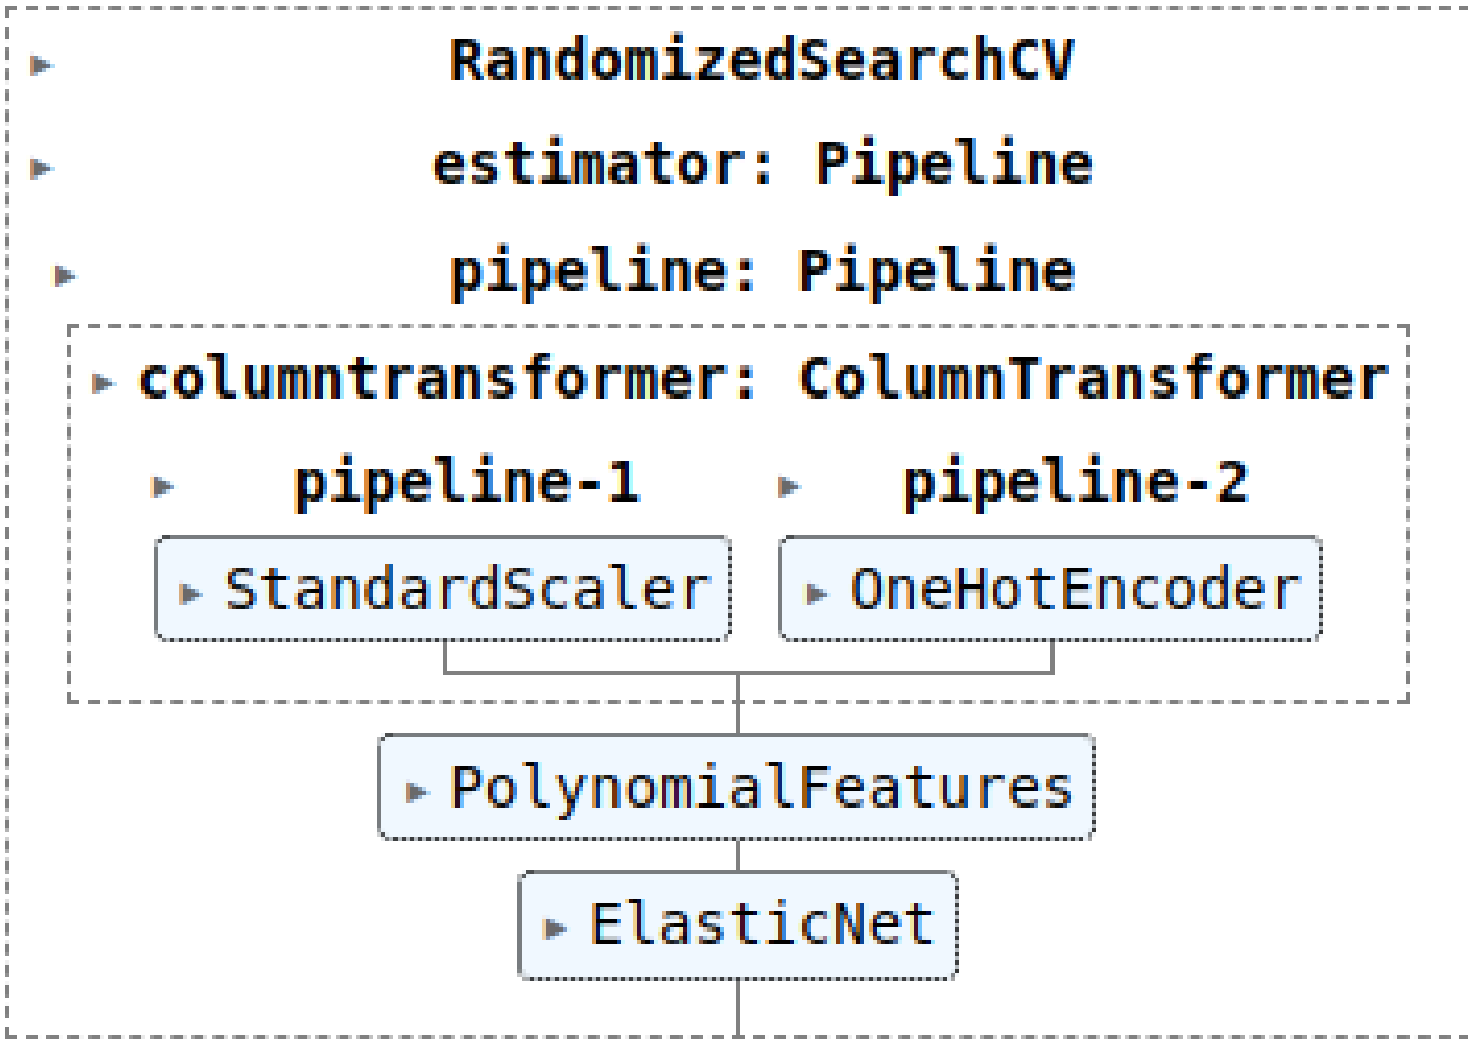 RandomizedSearchCV
estimator: Pipeline
pipeline: Pipeline
columntransformer: ColumnTransformer
pipeline-1 pipeline-2
StandardScaler OneHotEncoder
PolynomialFeatures
ElasticNet